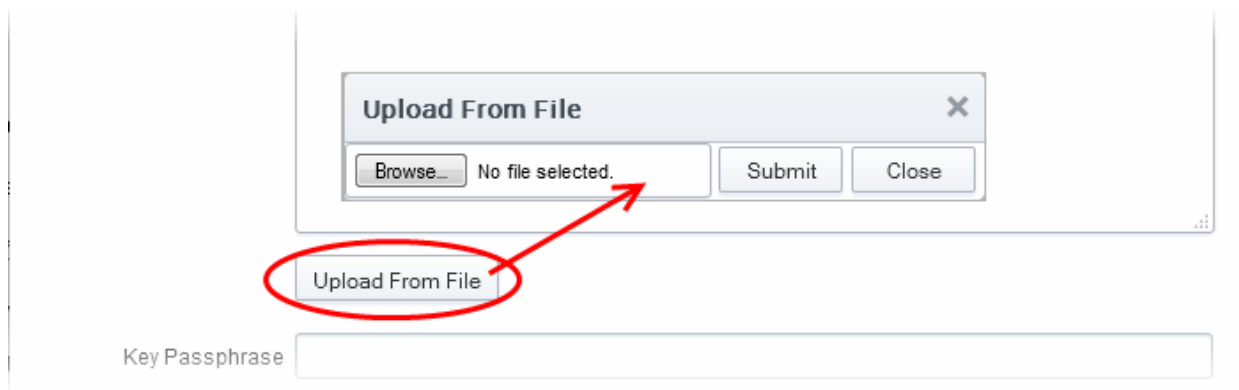 Upload From File
Browse... No file selected. Submit Close
Upload From File
Key Passphrase